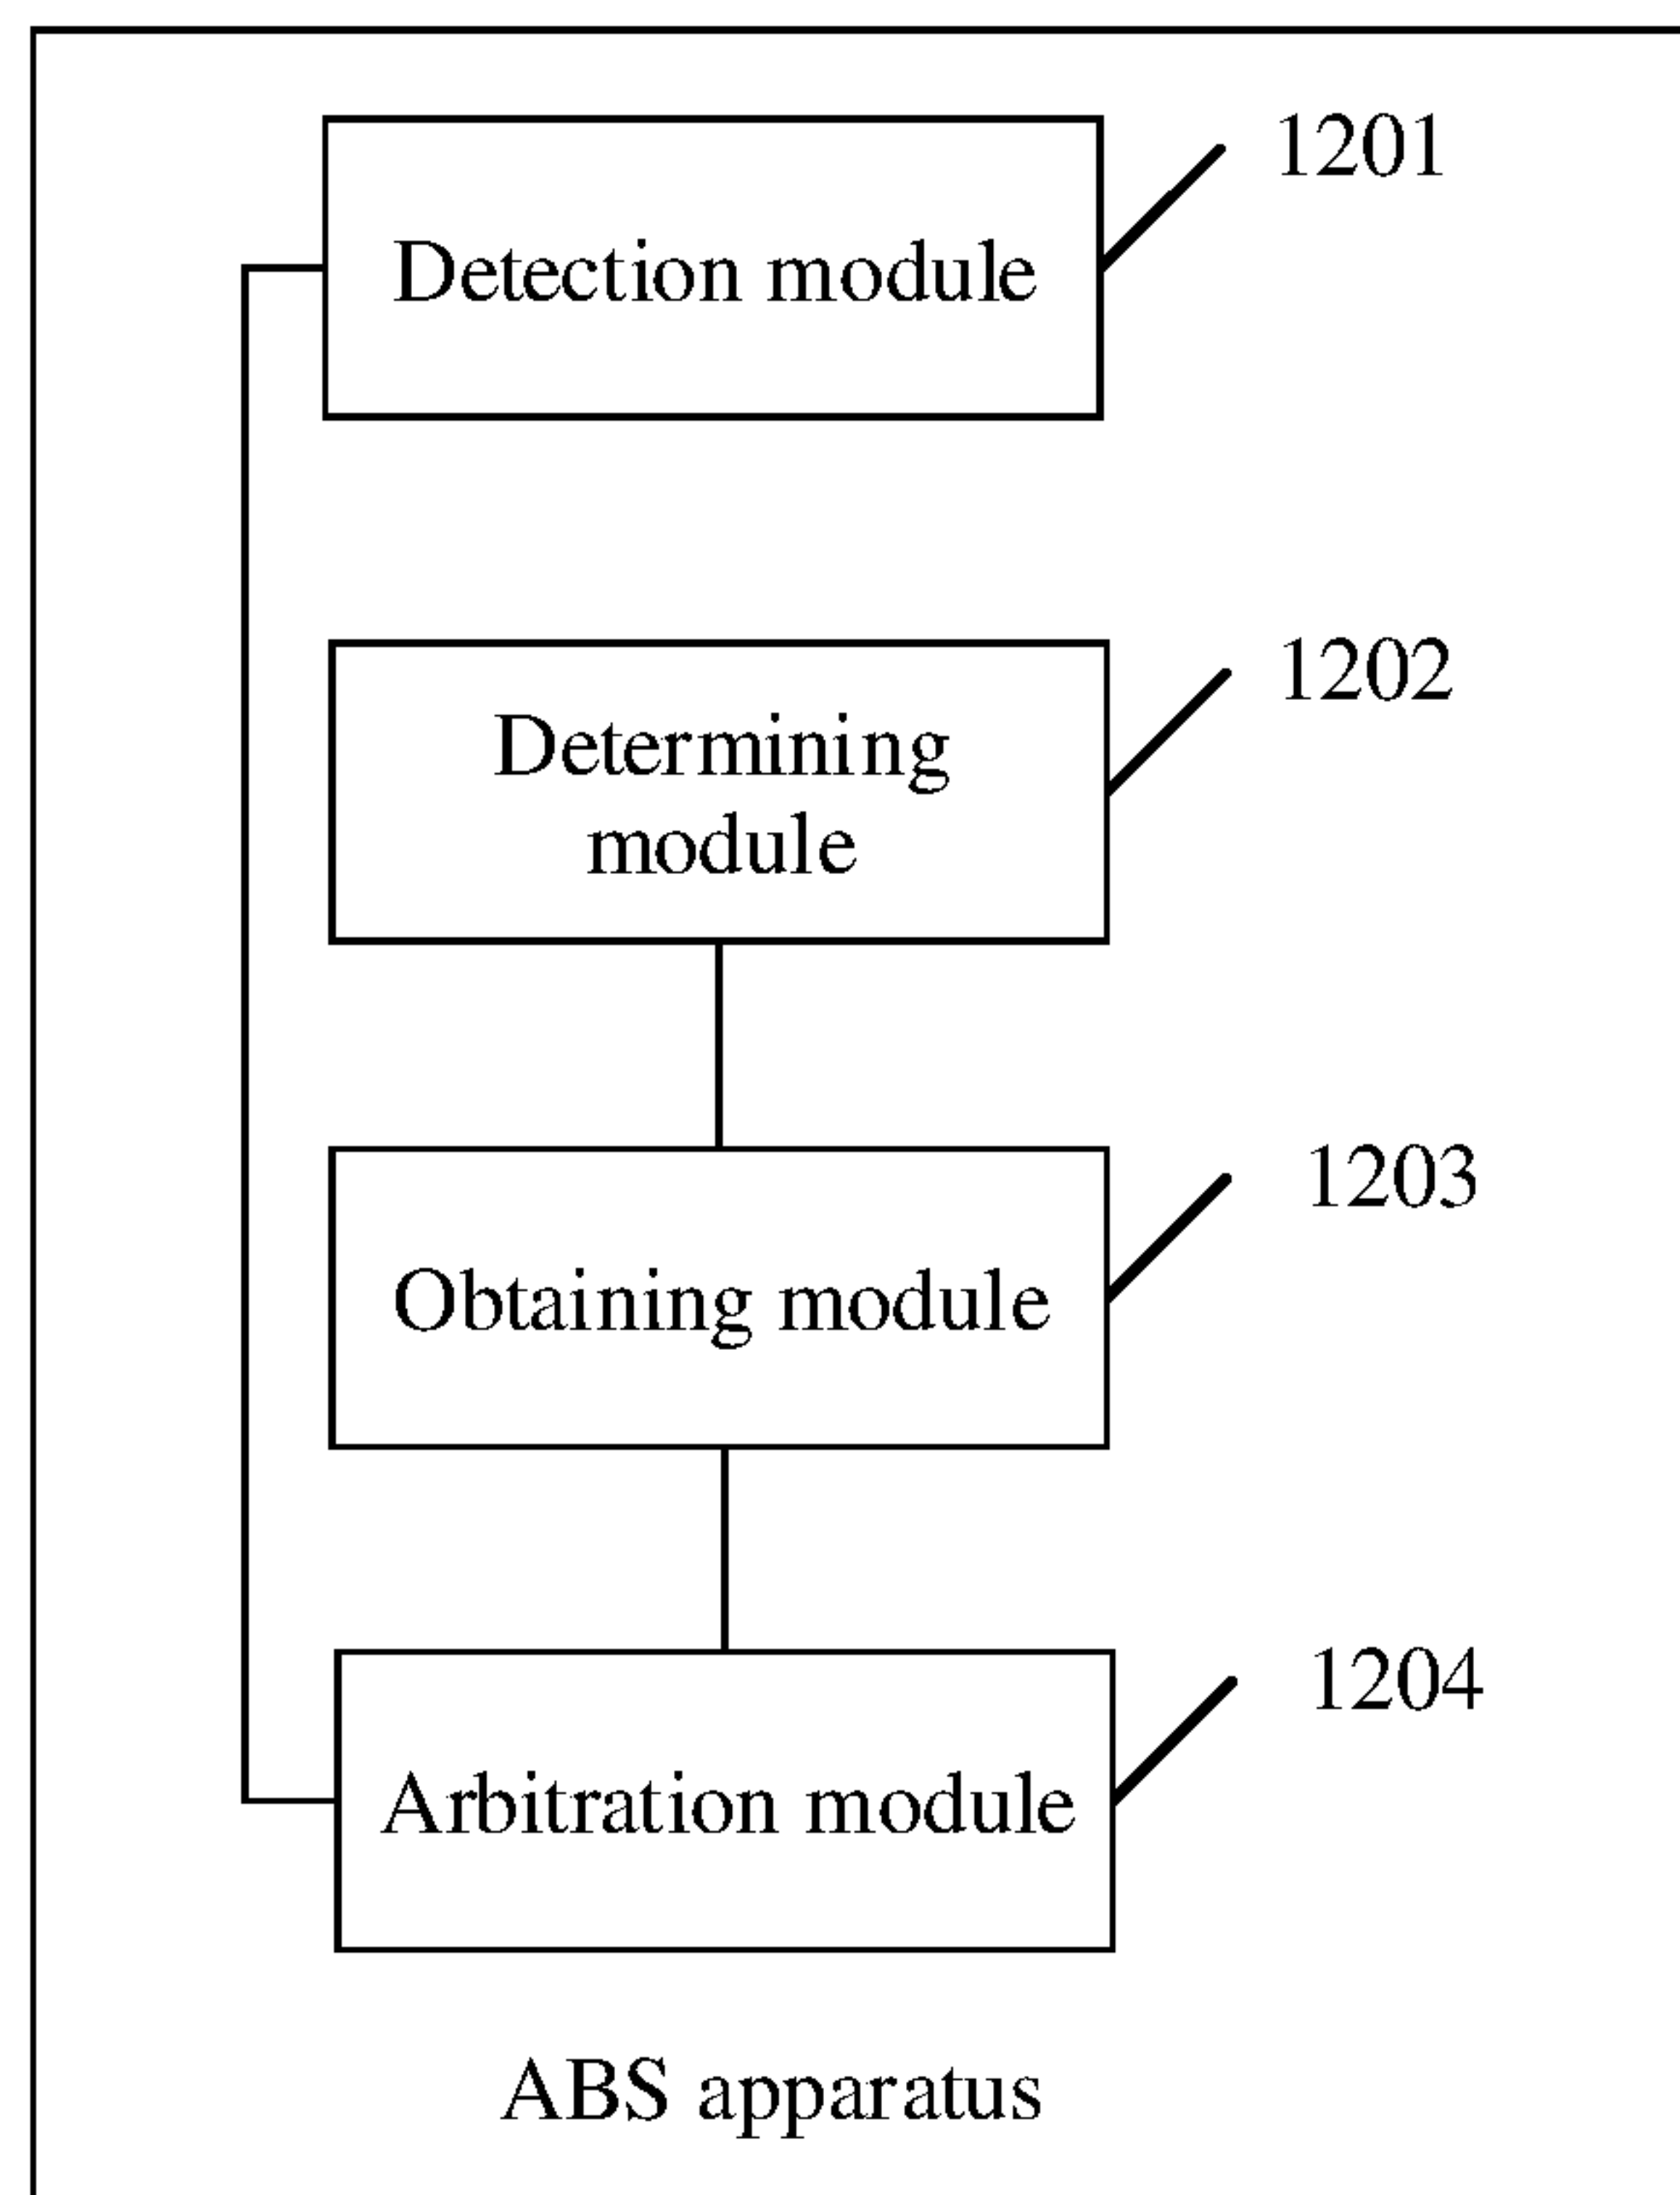 1201
Detection module
1202
Determining
module
1203
Obtaining module
1204
Arbitration module
ABS apparatus